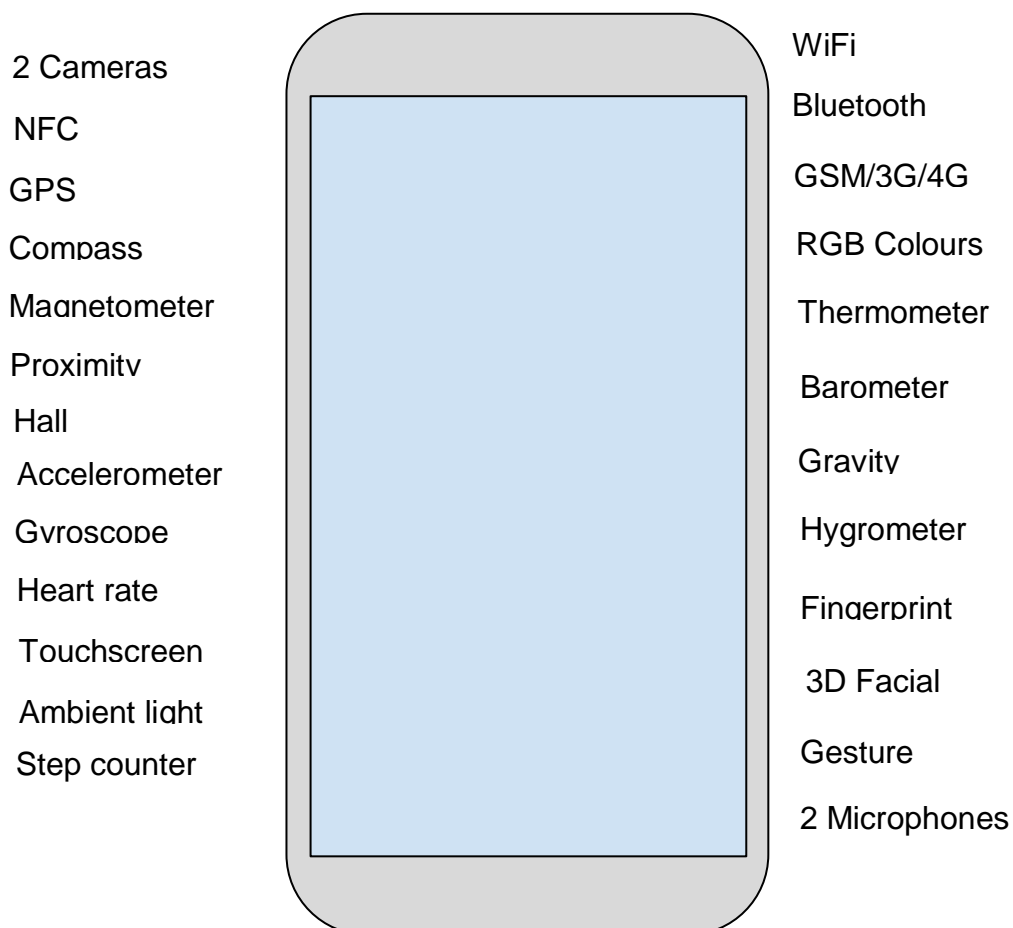 2 Cameras
NFC
GPS
Compass
Magnetometer
Proximity
Hall
Accelerometer
Gyroscope
Heart rate
Touchscreen
Ambient light
Step counter
WiFi
Bluetooth
GSM/3G/4G
RGB Colours
Thermometer
Barometer
Gravity
Hygrometer
Fingerprint
3D Facial
Gesture
2 Microphones